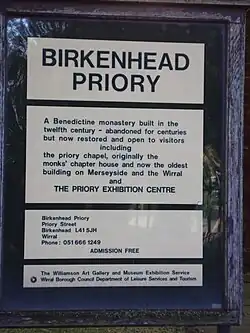 BIRKENHEAD
PRIORY
A Benedictine monastery built in the
twelfth century - abandoned for centuries
but now restored and open to visitors
including
the priory chapel, originally the
monks' chapter house and now the oldest
building on Merseyside and the Wirral
and
THE PRIORY EXHIBITION CENTRE
Birkenhead Priory
Priory Street
Birkenhead L41 5JH
Wirral
Phone: 051 666 1249
ADMISSION FREE
The Williamson Art Gallery and Museum Exhibition Service
Wirral Borough Council Department of Leisure Services and Tourism